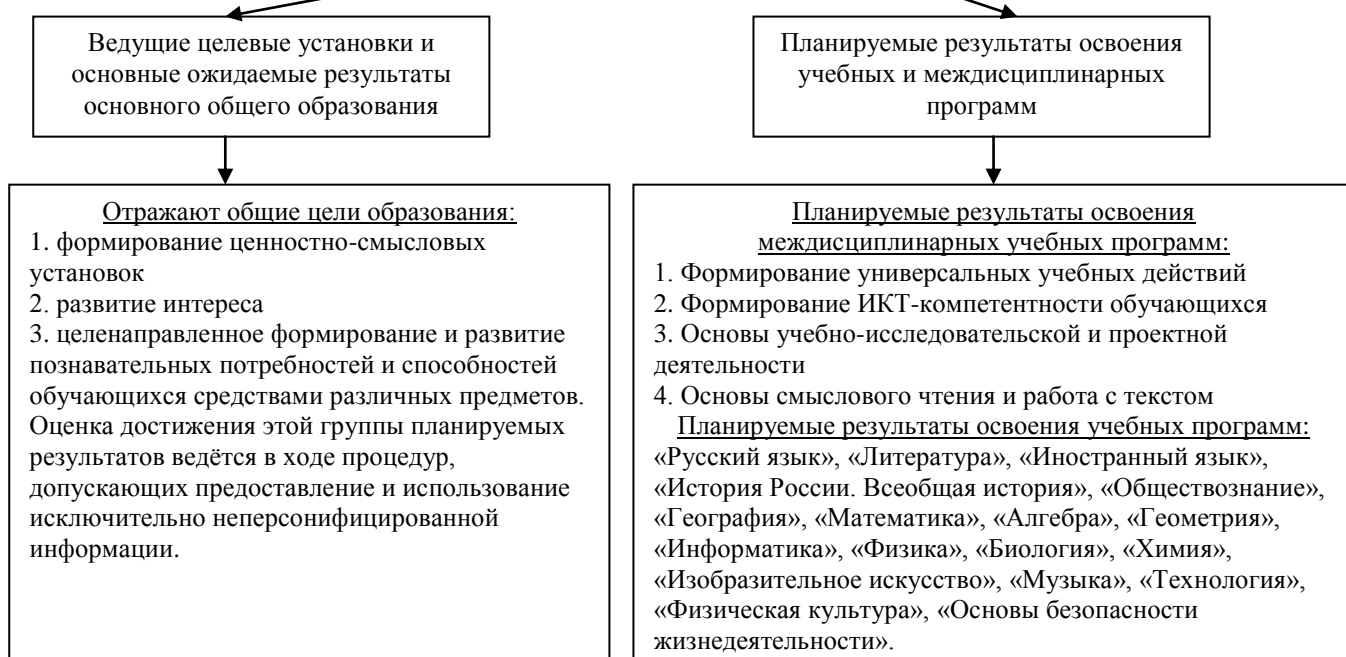 Ведущие целевые установки и
основные ожидаемые результаты
основного общего образования
Планируемые результаты освоения
учебных и междисциплинарных
программ
Отражают общие цели образования:
1. формирование ценностно-смысловых
установок
2. развитие интереса
3. целенаправленное формирование и развитие
познавательных потребностей и способностей
обучающихся средствами различных предметов.
Оценка достижения этой группы планируемых
результатов ведётся в ходе процедур,
допускающих предоставление и использование
исключительно неперсонифицированной
информации.
Планируемые результаты освоения
междисциплинарных учебных программ:
1. Формирование универсальных учебных действий
2. Формирование ИКТ-компетентности обучающихся
3. Основы учебно-исследовательской и проектной
деятельности
4. Основы смыслового чтения и работа с текстом
Планируемые результаты освоения учебных программ:
«Русский язык», «Литература», «Иностранный язык»,
«История России. Всеобщая история», «Обществознание»,
«География», «Математика», «Алгебра», «Геометрия»,
«Информатика», «Физика», «Биология», «Химия»,
«Изобразительное искусство», «Музыка», «Технология»,
«Физическая культура», «Основы безопасности
жизнедеятельности».